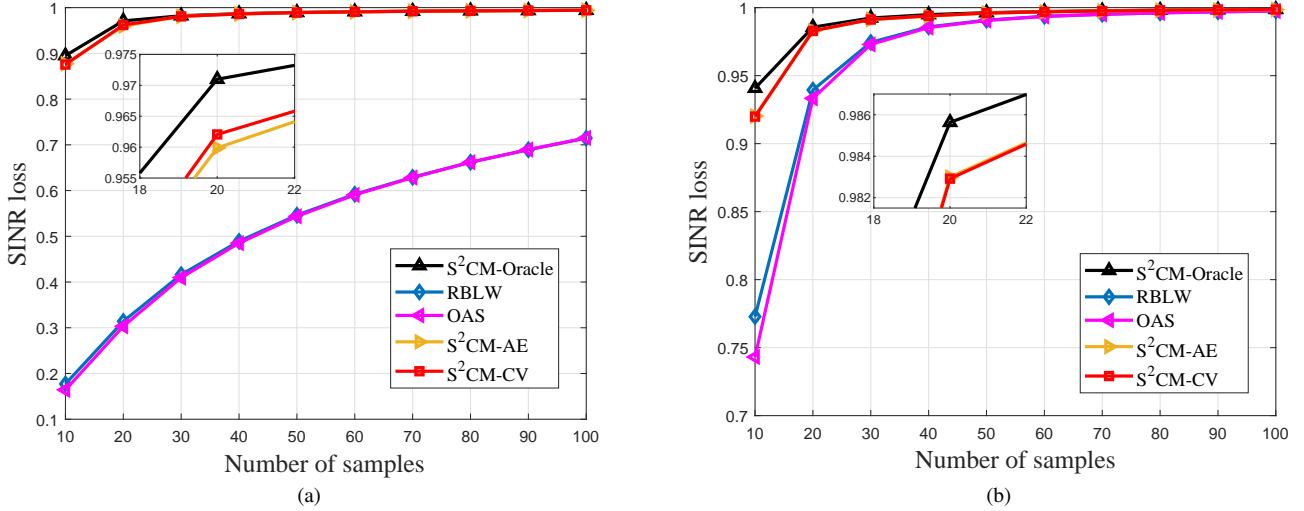 1
0.9
0.8
0.7
0.6
0.5
0.4
0.3
0.2
0.1
SINR loss
0.975
0.97
0.965
0.96
0.955
18
20
22
S²CM-Oracle
RBLW
OAS
S²CM-AE
S²CM-CV
10 20 30 40 50 60 70 80 90 100
Number of samples
(a)
1
0.95
0.9
0.85
0.8
0.75
0.7
SINR loss
0.986
0.984
0.982
18
20
22
S²CM-Oracle
RBLW
OAS
S²CM-AE
S²CM-CV
10 20 30 40 50 60 70 80 90 100
Number of samples
(b)